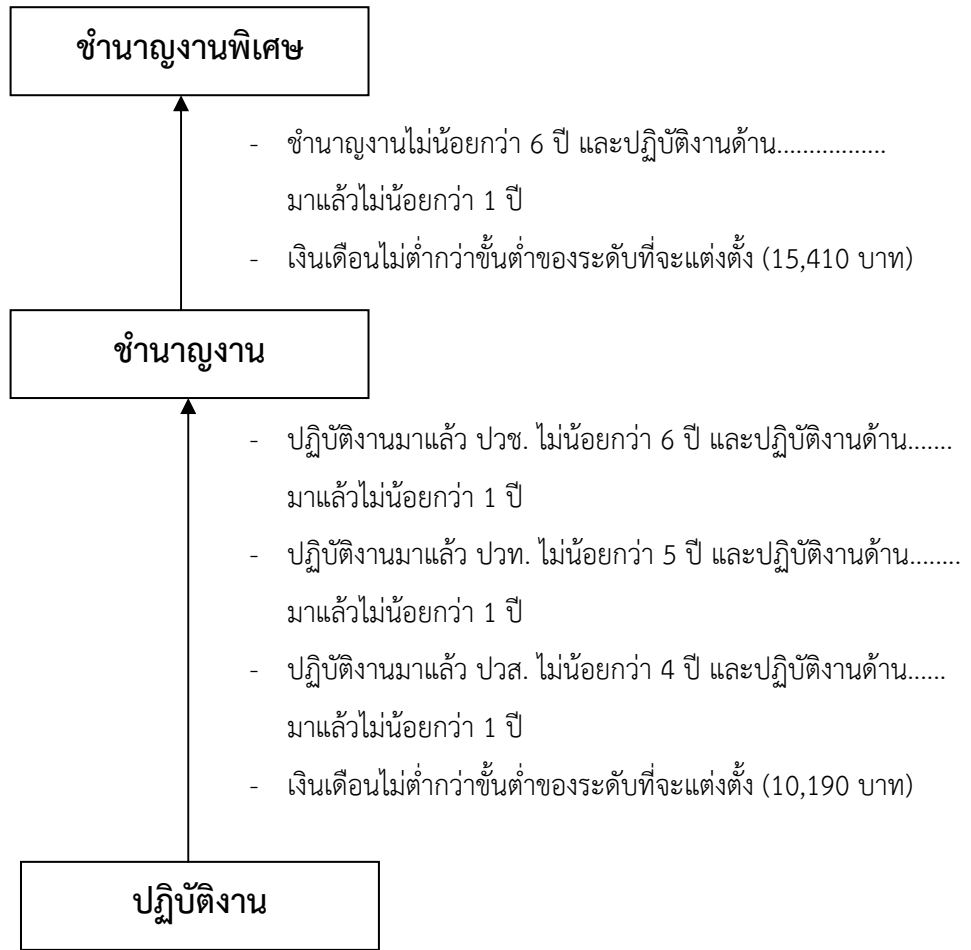 ชำนาญงานพิเศษ
- ชำนาญงานไม่น้อยกว่า 6 ปี และปฏิบัติงานด้าน.................
มาแล้วไม่น้อยกว่า 1 ปี
- เงินเดือนไม่ต่ำกว่าขั้นต่ำของระดับที่จะแต่งตั้ง (15,410 บาท)
ชำนาญงาน
- ปฏิบัติงานมาแล้ว ปวช. ไม่น้อยกว่า 6 ปี และปฏิบัติงานด้าน.......
มาแล้วไม่น้อยกว่า 1 ปี
- ปฏิบัติงานมาแล้ว ปวท. ไม่น้อยกว่า 5 ปี และปฏิบัติงานด้าน........
มาแล้วไม่น้อยกว่า 1 ปี
- ปฏิบัติงานมาแล้ว ปวส. ไม่น้อยกว่า 4 ปี และปฏิบัติงานด้าน......
มาแล้วไม่น้อยกว่า 1 ปี
- เงินเดือนไม่ต่ำกว่าขั้นต่ำของระดับที่จะแต่งตั้ง (10,190 บาท)
ปฏิบัติงาน